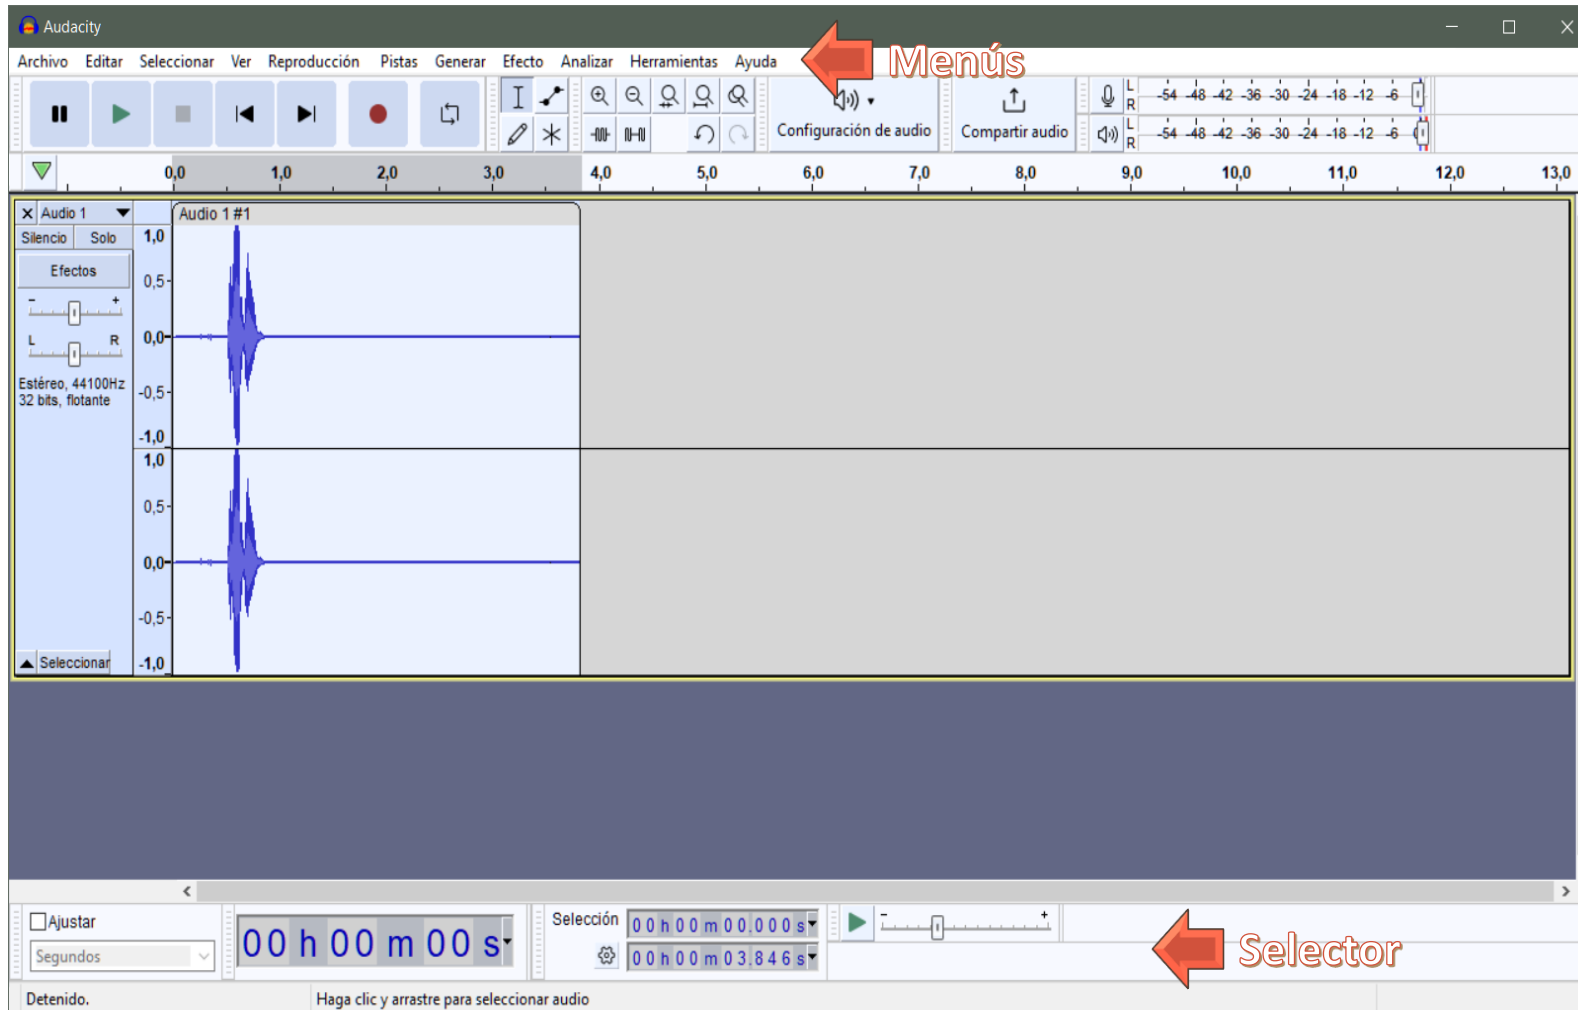 Audacity
Archivo Editar Seleccionar Ver Reproducción Pistas Generar Efecto Analizar Herramientas Ayuda
Menús
Configuración de audio
Compartir audio
L
R
-54 -48 -42 -36 -30 -24 -18 -12 -6
L
R
-54 -48 -42 -36 -30 -24 -18 -12 -6
0,0 1,0 2,0 3,0 4,0 5,0 6,0 7,0 8,0 9,0 10,0 11,0 12,0 13,0
Audio 1
Audio 1 #1
Silencio Solo
Efectos
- +
L R
Estéreo, 44100Hz
32 bits, flotante
Seleccionar
1,0
0,5-
0,0-
-0,5-
-1,0
1,0
0,5-
0,0-
-0,5-
-1,0
Ajustar
Segundos
00 h 00 m 00 s
Selección
00 h 00 m 00.000 s
00 h 00 m 03.846 s
- +
Selector
Detenido.
Haga clic y arrastre para seleccionar audio